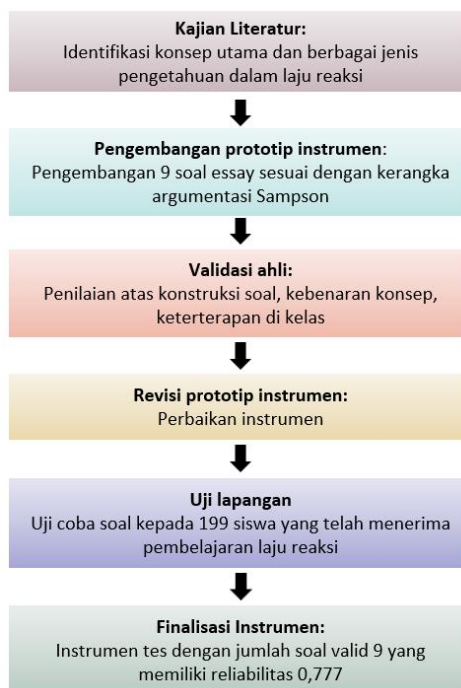 Kajian Literatur:
Identifikasi konsep utama dan berbagai jenis
pengetahuan dalam laju reaksi
Pengembangan prototip instrumen:
Pengembangan 9 soal essay sesuai dengan kerangka
argumentasi Sampson
Validasi ahli:
Penilaian atas konstruksi soal, kebenaran konsep,
keterterapan di kelas
Revisi prototip instrumen:
Perbaikan instrumen
Uji lapangan
Uji coba soal kepada 199 siswa yang telah menerima
pembelajaran laju reaksi
Finalisasi Instrumen:
Instrumen tes dengan jumlah soal valid 9 yang
memiliki reliabilitas 0,777